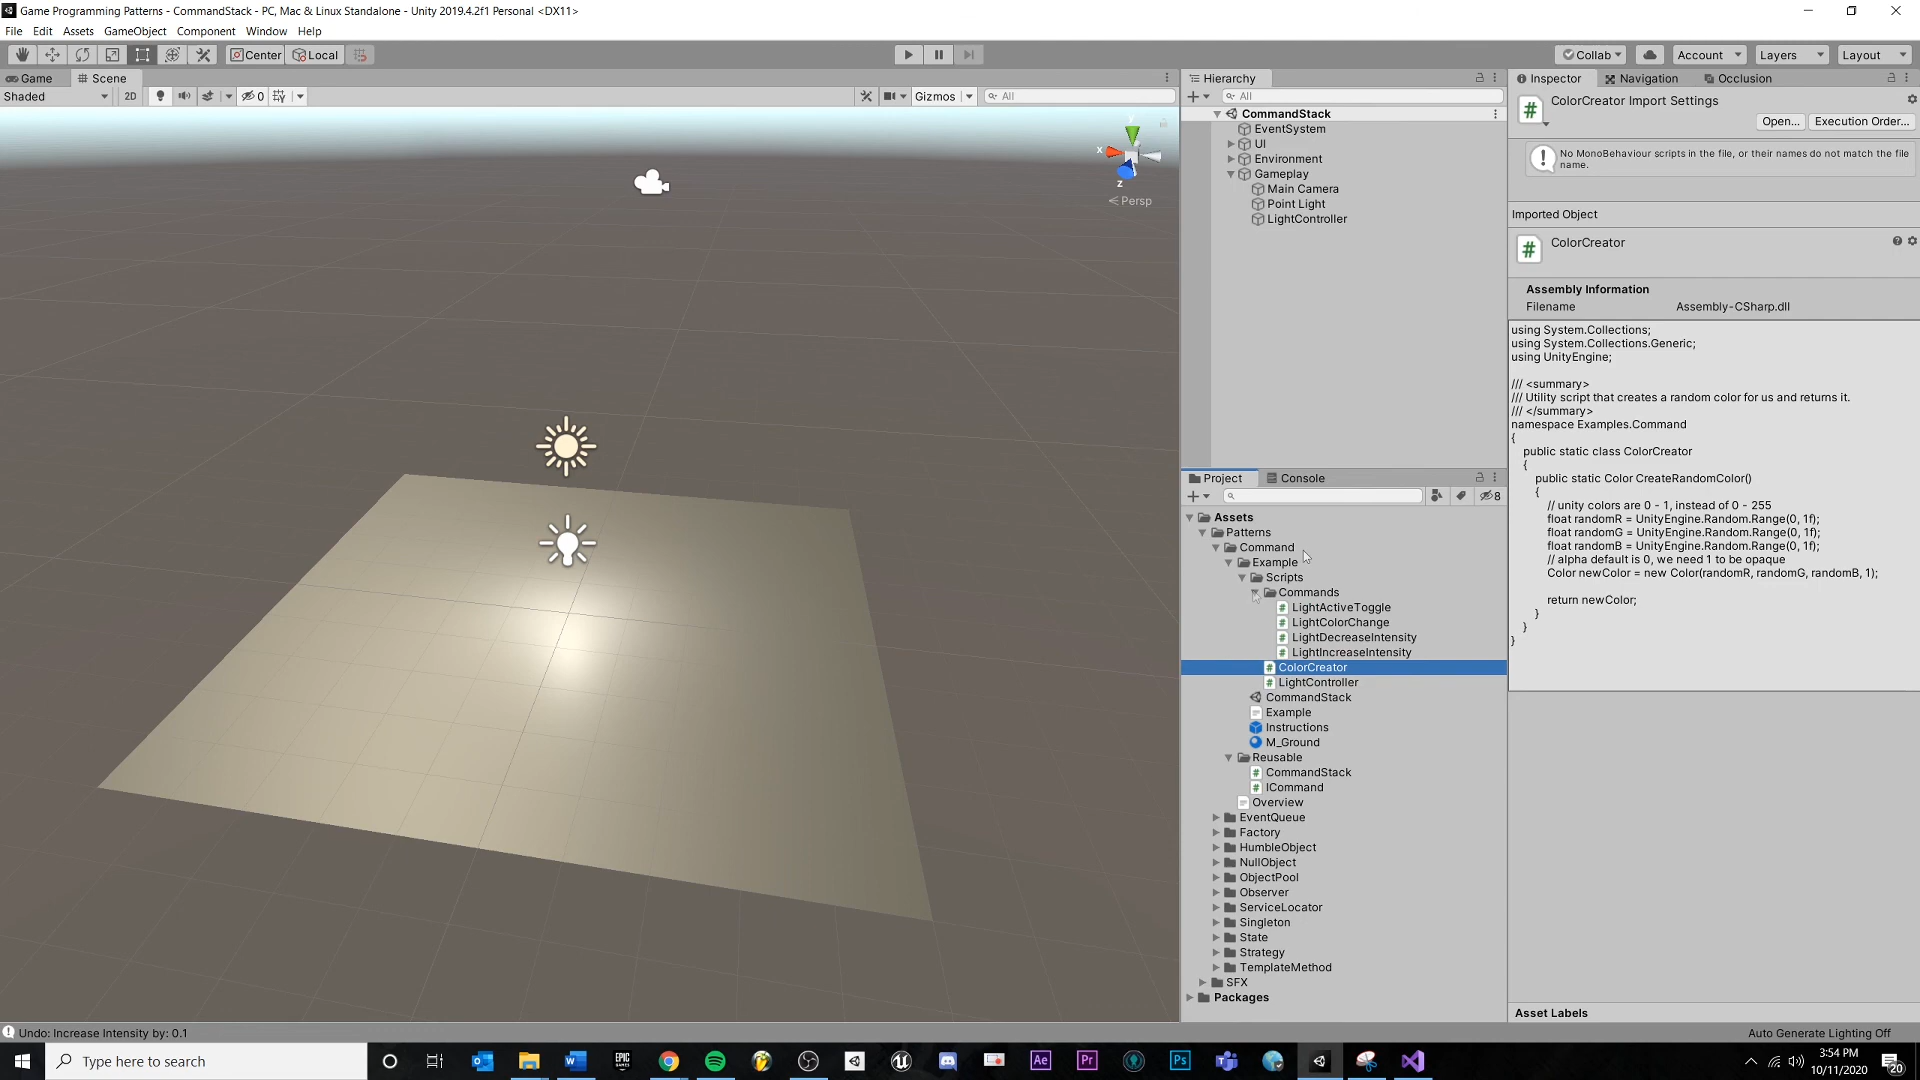 Game Programming Patterns - CommandStack - PC, Mac & Linux Standalone - Unity 2019.4.2f1 Personal <DX11>
File Edit Assets GameObject Component Window Help
Center Local
Collab Account Layers Layout
Game Scene
Shaded 2D 0 Gizmos All
x
z
Persp
Hierarchy
All
CommandStack
EventSystem
UI
Environment
Gameplay
Main Camera
Point Light
LightController
Project Console
8
Assets
Patterns
Command
Example
Scripts
Commands
LightActiveToggle
LightColorChange
LightDecreaseIntensity
LightIncreaseIntensity
ColorCreator
LightController
CommandStack
Example
Instructions
M_Ground
Reusable
CommandStack
ICommand
Overview
EventQueue
Factory
HumbleObject
NullObject
ObjectPool
Observer
ServiceLocator
Singleton
State
Strategy
TemplateMethod
SFX
Packages
Inspector Navigation Occlusion
ColorCreator Import Settings
Open... Execution Order...
No MonoBehaviour scripts in the file, or their names do not match the file
name.
Imported Object
ColorCreator
Assembly Information
Filename Assembly-CSharp.dll
using System.Collections;
using System.Collections.Generic;
using UnityEngine;
/// <summary>
/// Utility script that creates a random color for us and returns it.
/// </summary>
namespace Examples.Command
{
public static class ColorCreator
{
public static Color CreateRandomColor()
{
// unity colors are 0 - 1, instead of 0 - 255
float randomR = UnityEngine.Random.Range(0, 1f);
float randomG = UnityEngine.Random.Range(0, 1f);
float randomB = UnityEngine.Random.Range(0, 1f);
// alpha default is 0, we need 1 to be opaque
Color newColor = new Color(randomR, randomG, randomB, 1);
return newColor;
}
}
}
Asset Labels
Undo: Increase Intensity by: 0.1
Auto Generate Lighting Off
Type here to search
EPIC GAMES
Ae
Pr
Ps
3:54 PM
10/11/2020
20